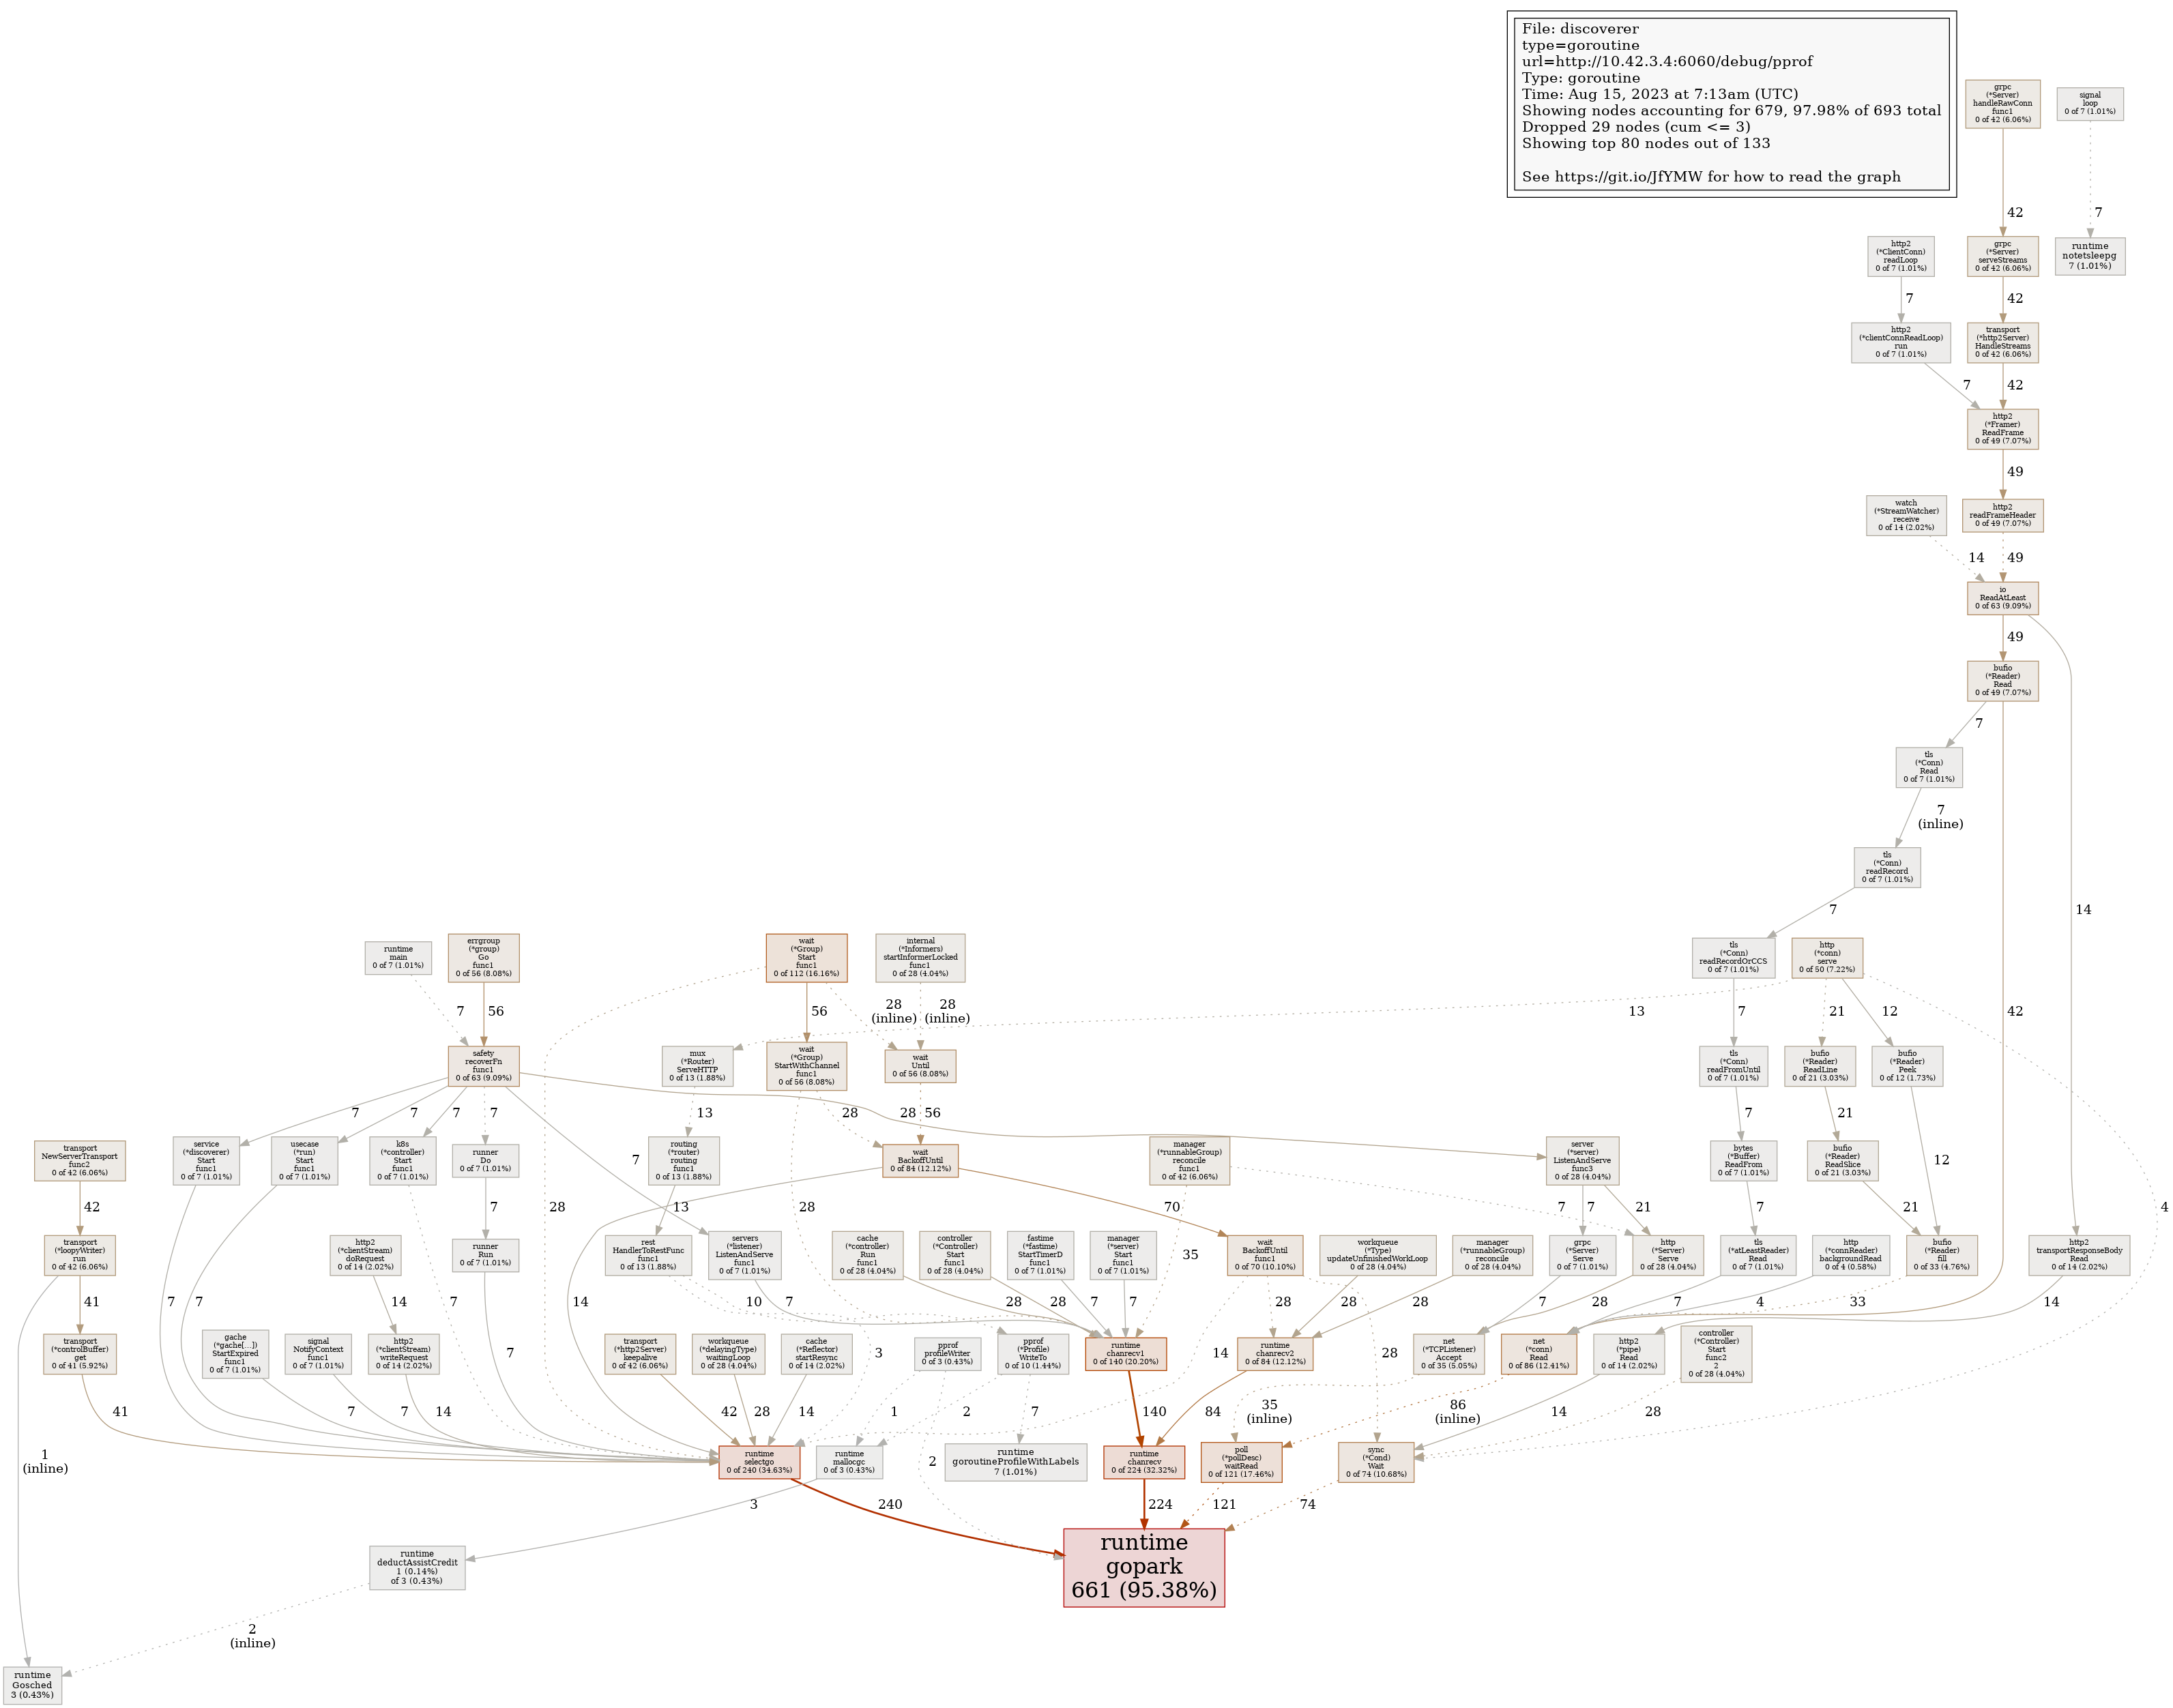 File: discoverer
type=goroutine
url=http://10.42.3.4:6060/debug/pprof
Type: goroutine
Time: Aug 15, 2023 at 7:13am (UTC)
Showing nodes accounting for 679, 97.98% of 693 total
Dropped 29 nodes (cum <= 3)
Showing top 80 nodes out of 133
See https://git.io/JfYMW for how to read the graph
grpc
(*Server)
handleRawConn
func1
0 of 42 (6.06%)
signal
loop
0 of 7 (1.01%)
42
7
http2
(*ClientConn)
readLoop
0 of 7 (1.01%)
grpc
(*Server)
serveStreams
0 of 42 (6.06%)
runtime
notetsleepg
7 (1.01%)
7
42
http2
(*clientConnReadLoop)
run
0 of 7 (1.01%)
transport
(*http2Server)
HandleStreams
0 of 42 (6.06%)
7
42
http2
(*Framer)
ReadFrame
0 of 49 (7.07%)
49
watch
(*StreamWatcher)
receive
0 of 14 (2.02%)
http2
readFrameHeader
0 of 49 (7.07%)
14
49
io
ReadAtLeast
0 of 63 (9.09%)
49
bufio
(*Reader)
Read
0 of 49 (7.07%)
7
tls
(*Conn)
Read
0 of 7 (1.01%)
7
(inline)
tls
(*Conn)
readRecord
0 of 7 (1.01%)
7
14
runtime
main
0 of 7 (1.01%)
errgroup
(*group)
Go
func1
0 of 56 (8.08%)
wait
(*Group)
Start
func1
0 of 112 (16.16%)
internal
(*Informers)
startInformerLocked
func1
0 of 28 (4.04%)
tls
(*Conn)
readRecordOrCCS
0 of 7 (1.01%)
http
(*conn)
serve
0 of 50 (7.22%)
7
56
56
28
(inline)
28
(inline)
13
7
21
12
42
safety
recoverFn
func1
0 of 63 (9.09%)
mux
(*Router)
ServeHTTP
0 of 13 (1.88%)
wait
(*Group)
StartWithChannel
func1
0 of 56 (8.08%)
wait
Until
0 of 56 (8.08%)
tls
(*Conn)
readFromUntil
0 of 7 (1.01%)
bufio
(*Reader)
ReadLine
0 of 21 (3.03%)
bufio
(*Reader)
Peek
0 of 12 (1.73%)
7
7
7
7
13
28
28
56
7
21
transport
NewServerTransport
func2
0 of 42 (6.06%)
service
(*discoverer)
Start
func1
0 of 7 (1.01%)
usecase
(*run)
Start
func1
0 of 7 (1.01%)
k8s
(*controller)
Start
func1
0 of 7 (1.01%)
runner
Do
0 of 7 (1.01%)
7
routing
(*router)
routing
func1
0 of 13 (1.88%)
wait
BackoffUntil
0 of 84 (12.12%)
manager
(*runnableGroup)
reconcile
func1
0 of 42 (6.06%)
server
(*server)
ListenAndServe
func3
0 of 28 (4.04%)
bytes
(*Buffer)
ReadFrom
0 of 7 (1.01%)
bufio
(*Reader)
ReadSlice
0 of 21 (3.03%)
12
42
28
7
13
28
70
7
7
21
7
21
4
transport
(*loopyWriter)
run
0 of 42 (6.06%)
http2
(*clientStream)
doRequest
0 of 14 (2.02%)
runner
Run
0 of 7 (1.01%)
rest
HandlerToRestFunc
func1
0 of 13 (1.88%)
servers
(*listener)
ListenAndServe
func1
0 of 7 (1.01%)
cache
(*controller)
Run
func1
0 of 28 (4.04%)
controller
(*Controller)
Start
func1
0 of 28 (4.04%)
fastime
(*fastime)
StartTimerD
func1
0 of 7 (1.01%)
manager
(*server)
Start
func1
0 of 7 (1.01%)
35
wait
BackoffUntil
func1
0 of 70 (10.10%)
workqueue
(*Type)
updateUnfinishedWorkLoop
0 of 28 (4.04%)
manager
(*runnableGroup)
reconcile
0 of 28 (4.04%)
grpc
(*Server)
Serve
0 of 7 (1.01%)
http
(*Server)
Serve
0 of 28 (4.04%)
tls
(*atLeastReader)
Read
0 of 7 (1.01%)
http
(*connReader)
backgroundRead
0 of 4 (0.58%)
bufio
(*Reader)
fill
0 of 33 (4.76%)
http2
transportResponseBody
Read
0 of 14 (2.02%)
41
7
7
7
14
14
10
7
28
28
7
7
28
28
28
7
28
7
4
33
14
transport
(*controlBuffer)
get
0 of 41 (5.92%)
gache
(*gache[...])
StartExpired
func1
0 of 7 (1.01%)
signal
NotifyContext
func1
0 of 7 (1.01%)
http2
(*clientStream)
writeRequest
0 of 14 (2.02%)
7
transport
(*http2Server)
keepalive
0 of 42 (6.06%)
workqueue
(*delayingType)
waitingLoop
0 of 28 (4.04%)
cache
(*Reflector)
startResync
0 of 14 (2.02%)
3
pprof
profileWriter
0 of 3 (0.43%)
pprof
(*Profile)
WriteTo
0 of 10 (1.44%)
runtime
chanrecv1
0 of 140 (20.20%)
14
runtime
chanrecv2
0 of 84 (12.12%)
28
net
(*TCPListener)
Accept
0 of 35 (5.05%)
net
(*conn)
Read
0 of 86 (12.41%)
http2
(*pipe)
Read
0 of 14 (2.02%)
controller
(*Controller)
Start
func2
2
0 of 28 (4.04%)
41
7
7
14
42
28
14
1
2
7
140
84
35
(inline)
86
(inline)
14
28
1
(inline)
runtime
selectgo
0 of 240 (34.63%)
runtime
mallocgc
0 of 3 (0.43%)
2
runtime
goroutineProfileWithLabels
7 (1.01%)
runtime
chanrecv
0 of 224 (32.32%)
poll
(*pollDesc)
waitRead
0 of 121 (17.46%)
sync
(*Cond)
Wait
0 of 74 (10.68%)
3
240
224
121
74
runtime
deductAssistCredit
1 (0.14%)
of 3 (0.43%)
runtime
gopark
661 (95.38%)
2
(inline)
runtime
Gosched
3 (0.43%)